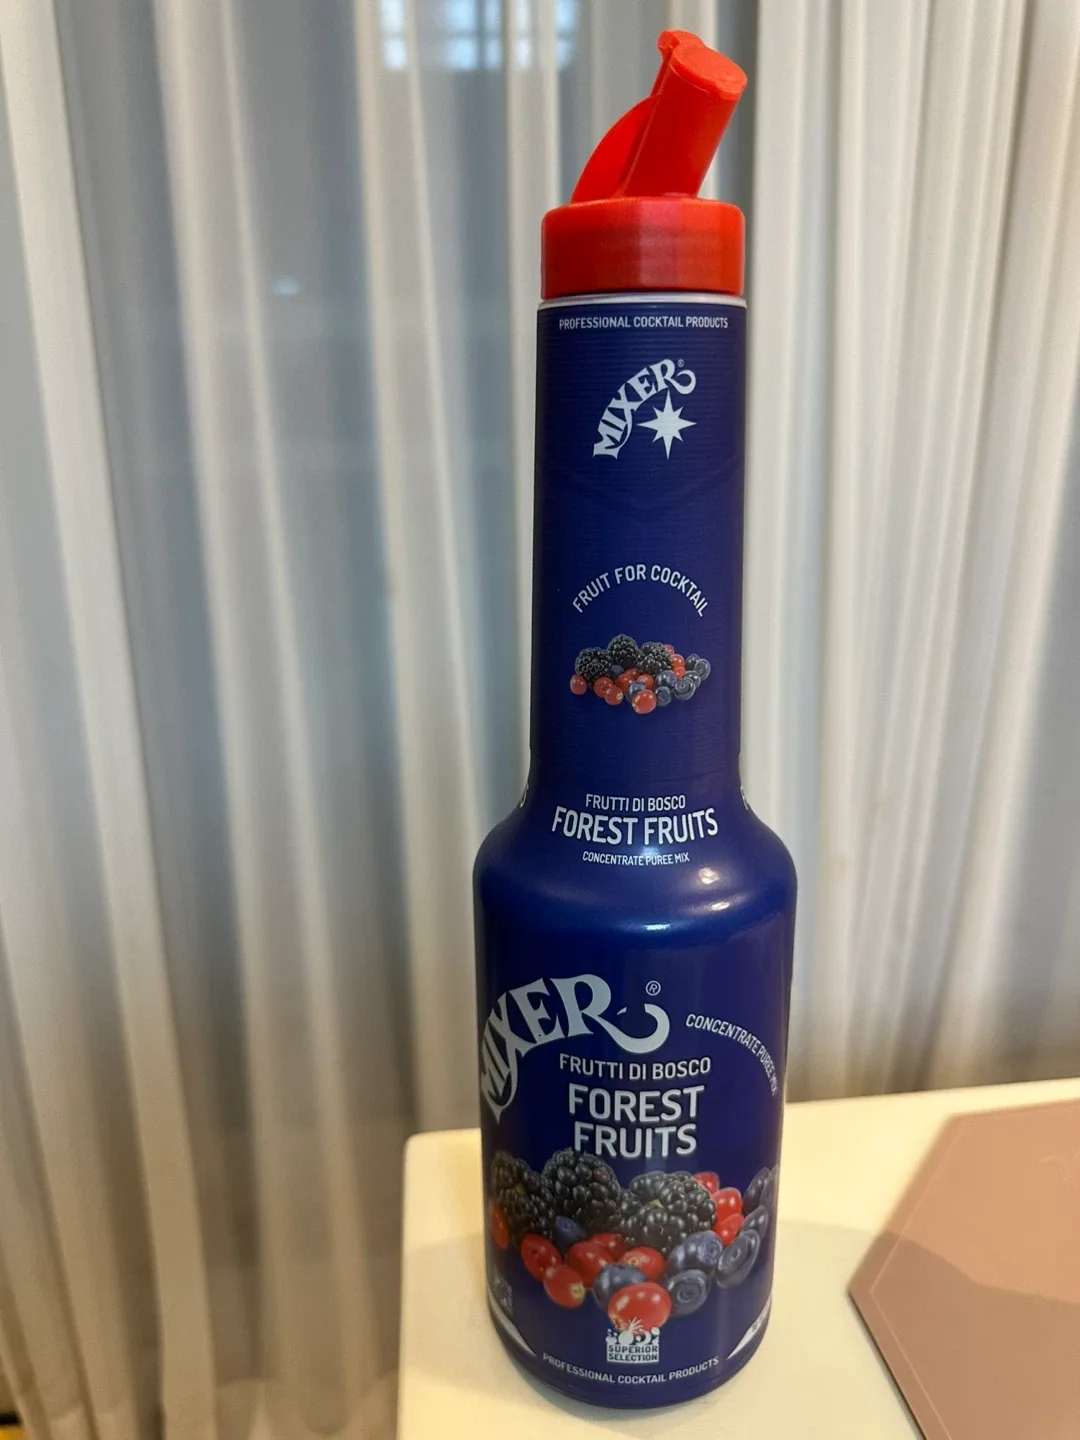 PROFESSIONAL COCKTAIL PRODUCTS
MIXER®
FRUIT FOR COCKTAIL
FRUTTI DI BOSCO
FOREST FRUITS
CONCENTRATE PUREE MIX
MIXER®
CONCENTRATE PUREE MIX
FRUTTI DI BOSCO
FOREST
FRUITS
SUPERIOR
SELECTION
PROFESSIONAL COCKTAIL PRODUCTS